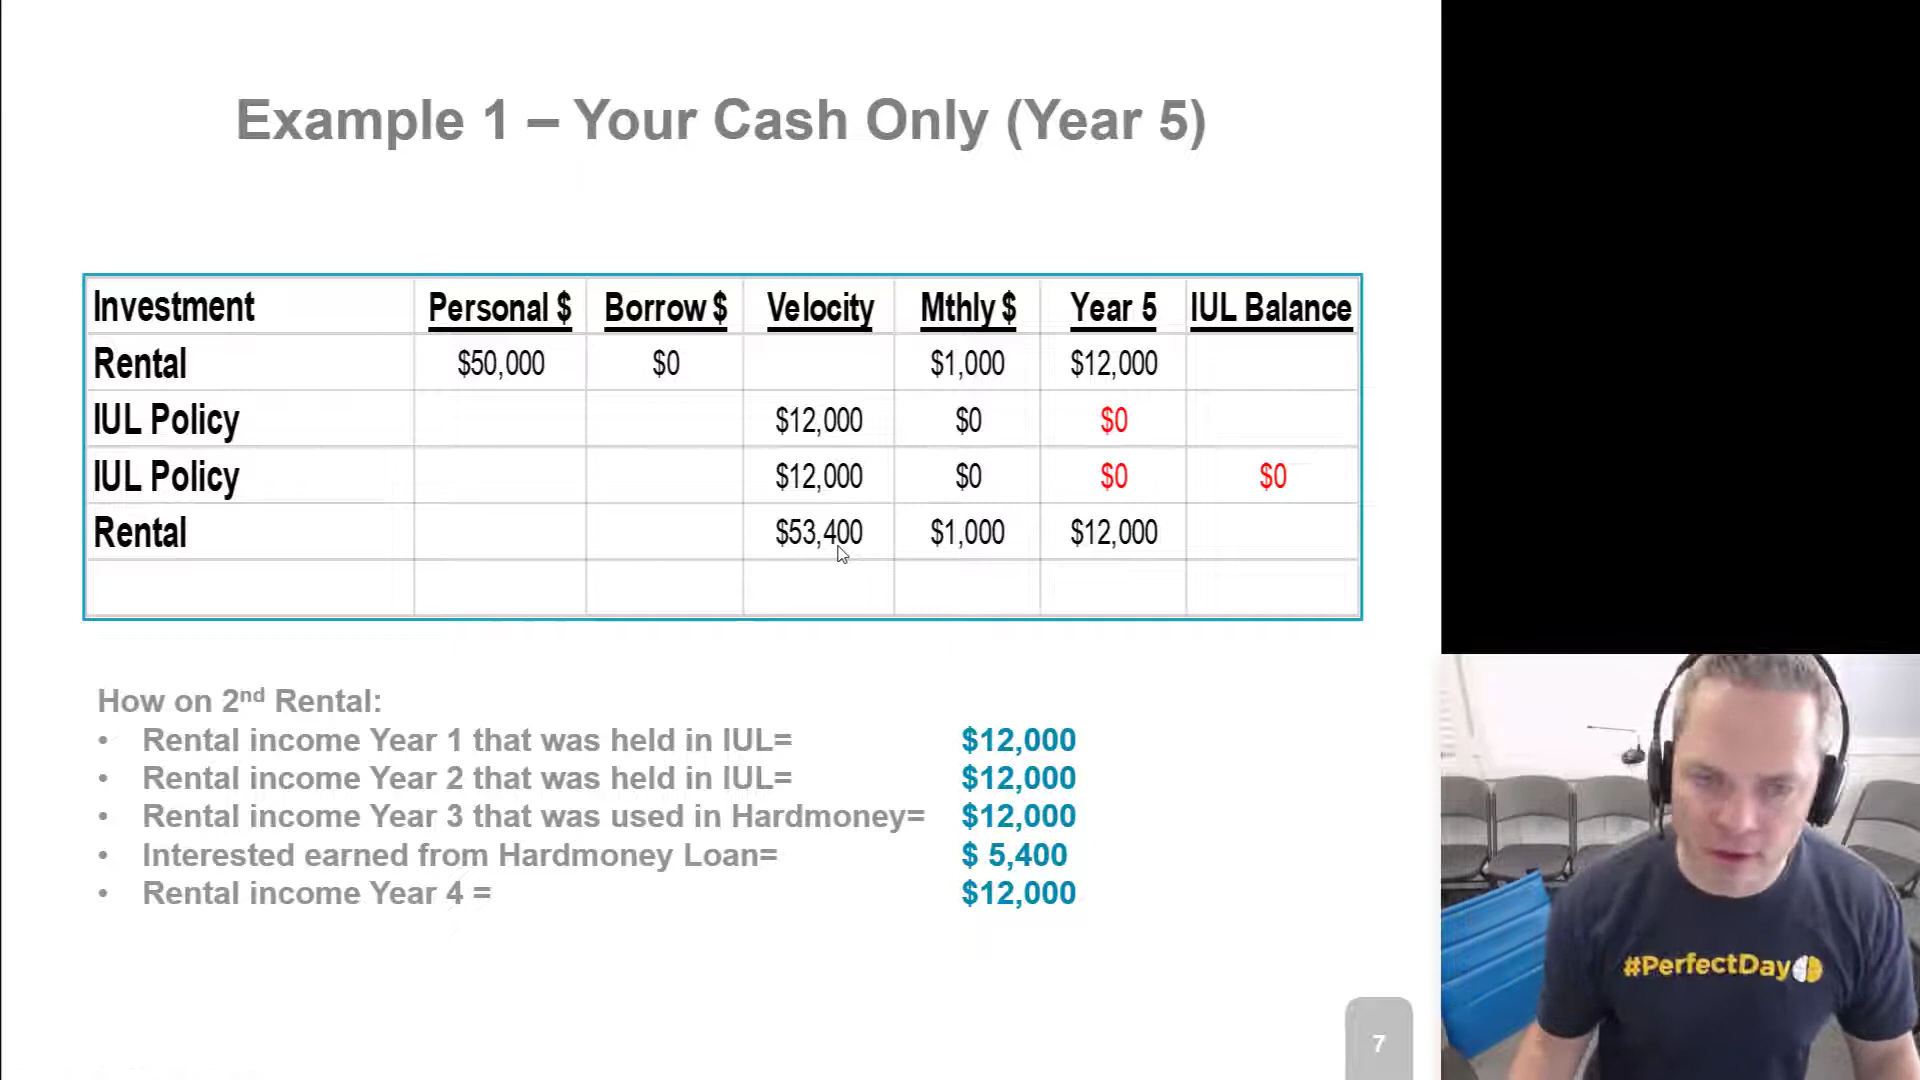 Example 1 – Your Cash Only (Year 5)
Investment Personal $ Borrow $ Velocity Mthly $ Year 5 IUL Balance
Rental $50,000 $0 $1,000 $12,000
IUL Policy $12,000 $0 $0
IUL Policy $12,000 $0 $0 $0
Rental $53,400 $1,000 $12,000
How on 2nd Rental:
• Rental income Year 1 that was held in IUL= $12,000
• Rental income Year 2 that was held in IUL= $12,000
• Rental income Year 3 that was used in Hardmoney= $12,000
• Interested earned from Hardmoney Loan= $ 5,400
• Rental income Year 4 = $12,000
#PerfectDay
7